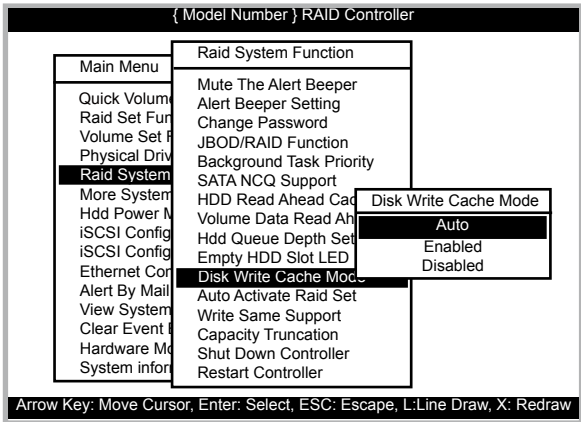 { Model Number } RAID Controller
Main Menu
Quick Volum
Raid Set Fun
Volume Set F
Physical Driv
Raid System
More System
Hdd Power M
iSCSI Config
iSCSI Config
Ethernet Con
Alert By Mail
View System
Clear Event B
Hardware Mo
System inform
Raid System Function
Mute The Alert Beeper
Alert Beeper Setting
Change Password
JBOD/RAID Function
Background Task Priority
SATA NCQ Support
HDD Read Ahead Cac
Volume Data Read Ah
Hdd Queue Depth Set
Empty HDD Slot LED
Disk Write Cache Mode
Auto Activate Raid Set
Write Same Support
Capacity Truncation
Shut Down Controller
Restart Controller
Disk Write Cache Mode
Auto
Enabled
Disabled
Arrow Key: Move Cursor, Enter: Select, ESC: Escape, L:Line Draw, X: Redraw